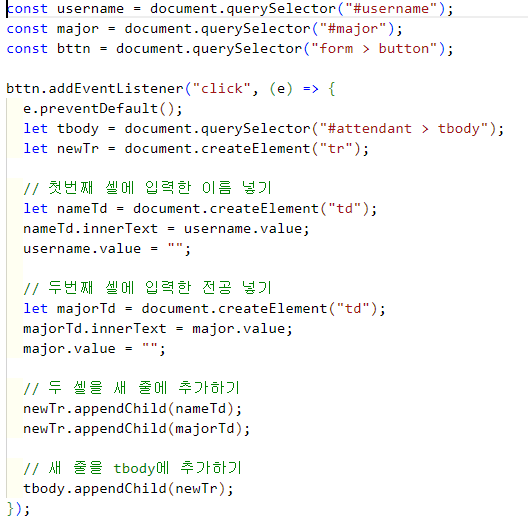 const username = document.querySelector("#username");
const major = document.querySelector("#major");
const bttn = document.querySelector("form > button");
bttn.addEventListener("click", (e) => {
e.preventDefault();
let tbody = document.querySelector("#attendant > tbody");
let newTr = document.createElement("tr");
// 첫번째 셀에 입력한 이름 넣기
let nameTd = document.createElement("td");
nameTd.innerText = username.value;
username.value = "";
// 두번째 셀에 입력한 전공 넣기
let majorTd = document.createElement("td");
majorTd.innerText = major.value;
major.value = "";
// 두 셀을 새 줄에 추가하기
newTr.appendChild(nameTd);
newTr.appendChild(majorTd);
// 새 줄을 tbody에 추가하기
tbody.appendChild(newTr);
});